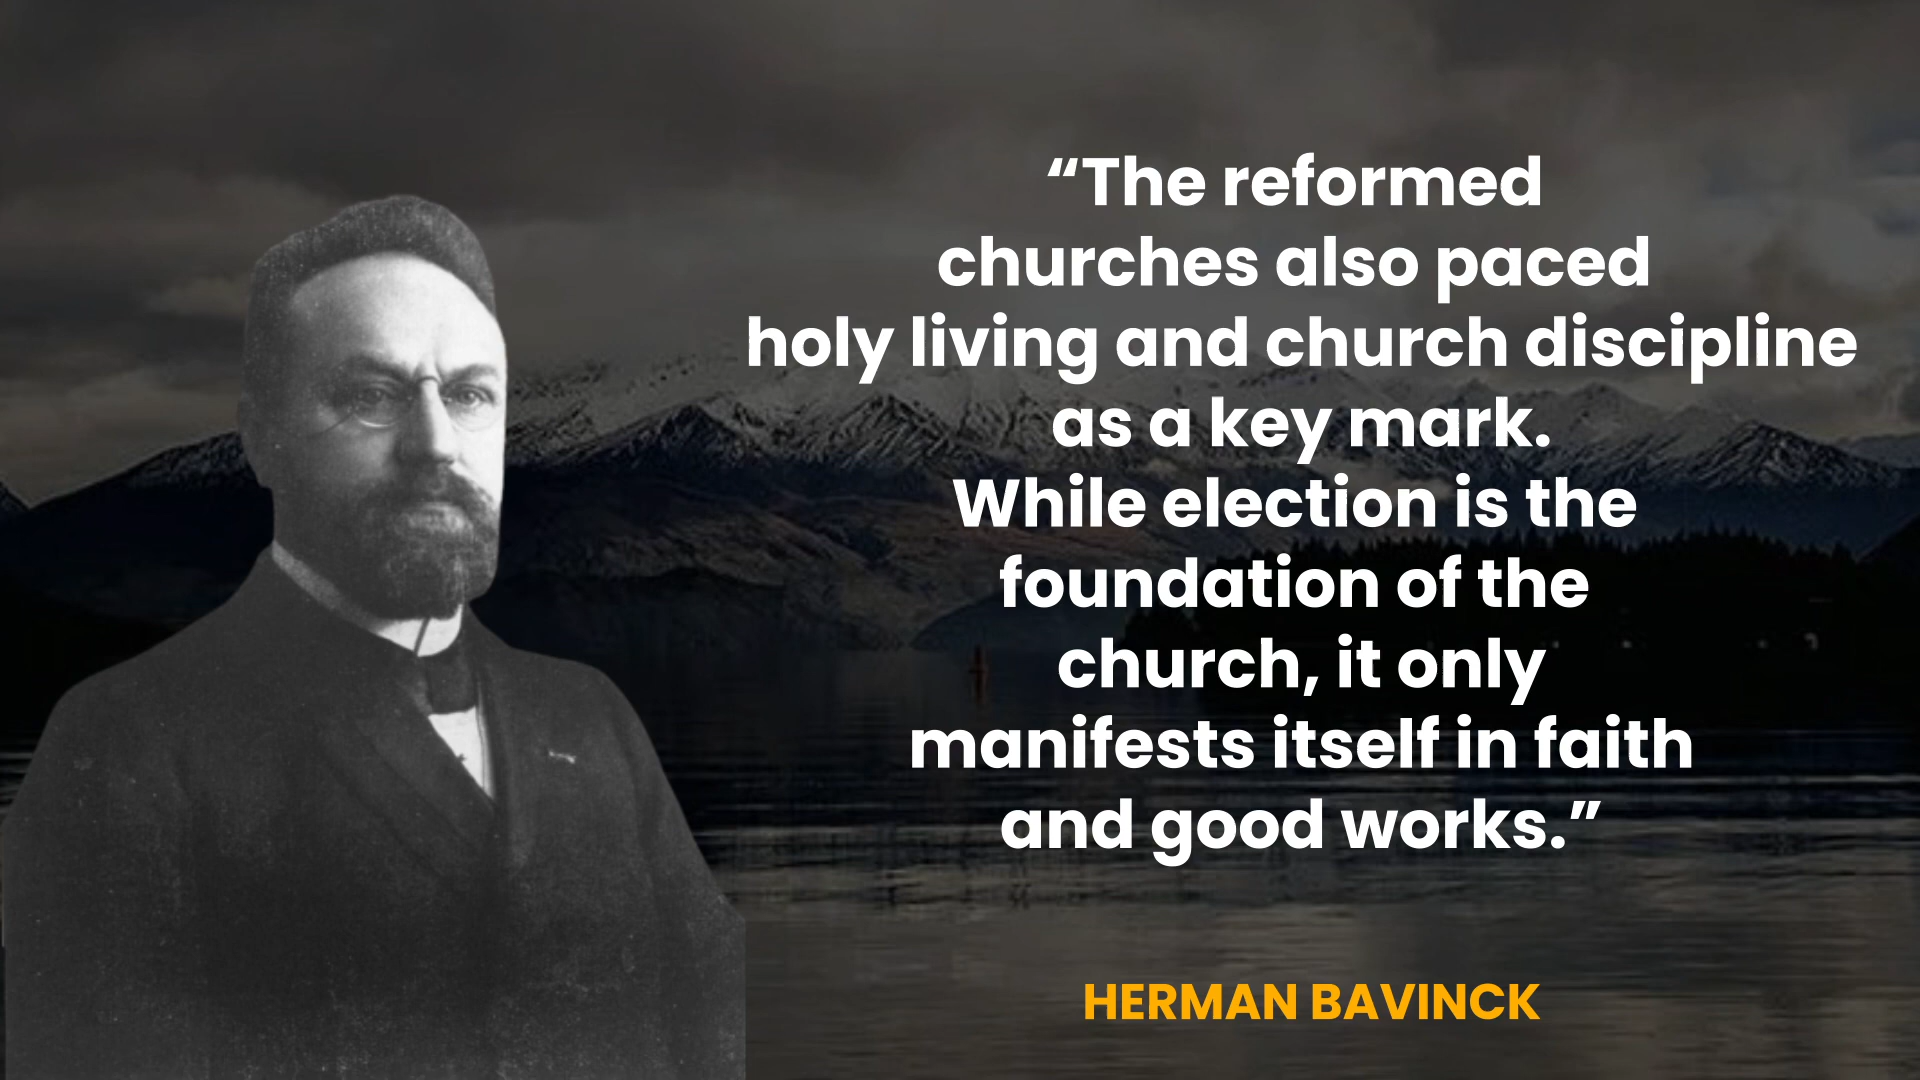 “The reformed
churches also paced
holy living and church discipline
as a key mark.
While election is the
foundation of the
church, it only
manifests itself in faith
and good works.”
HERMAN BAVINCK